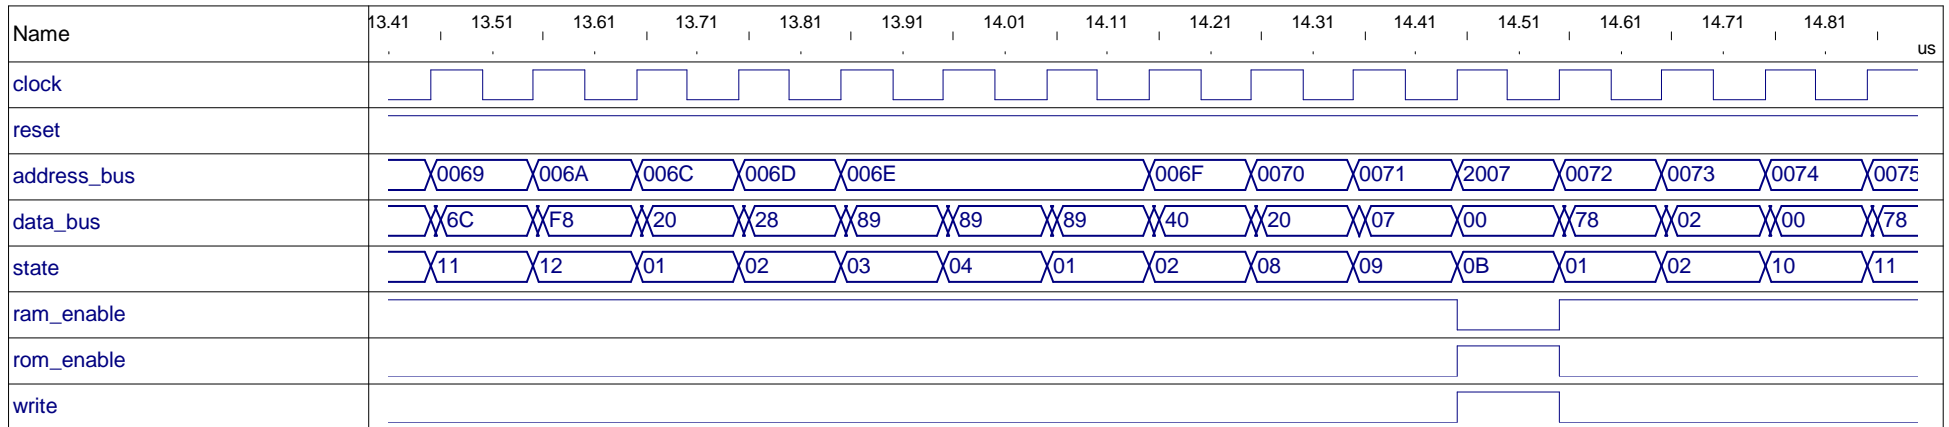 Name 13.41 13.51 13.61 13.71 13.81 13.91 14.01 14.11 14.21 14.31 14.41 14.51 14.61 14.71 14.81
us
clock
reset
address_bus 0069 006A 006C 006D 006E 006F 0070 0071 2007 0072 0073 0074 0075
data_bus 6C F8 20 28 89 89 89 40 20 07 00 78 02 00 78
state 11 12 01 02 03 04 01 02 08 09 0B 01 02 10 11
ram_enable
rom_enable
write